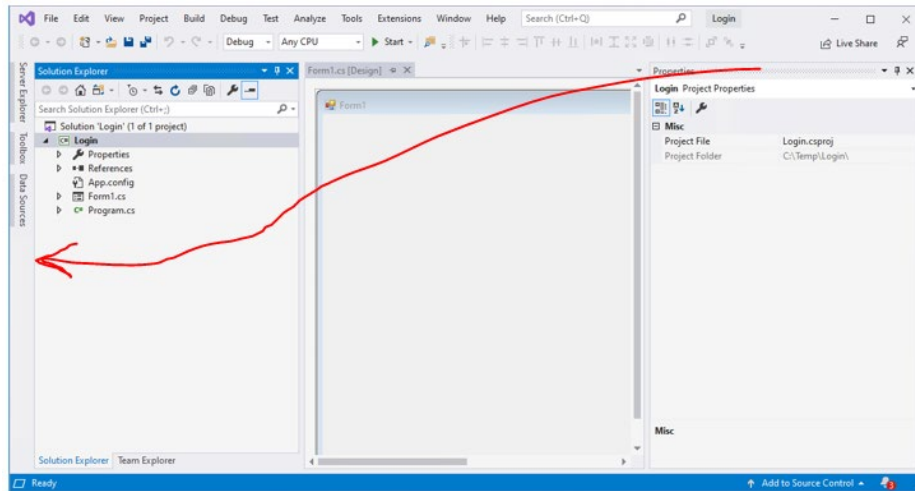 File Edit View Project Build Debug Test Analyze Tools Extensions Window Help Search (Ctrl+Q) Login
Debug Any CPU Start Live Share
Server Explorer
Toolbox
Data Sources
Solution Explorer
Search Solution Explorer (Ctrl+;)
Solution 'Login' (1 of 1 project)
C# Login
Properties
References
App.config
Form1.cs
C# Program.cs
Solution Explorer Team Explorer
Form1.cs [Design]
Form1
Properties
Login Project Properties
Misc
Project File Login.csproj
Project Folder C:\Temp\Login\
Misc
Ready Add to Source Control 3